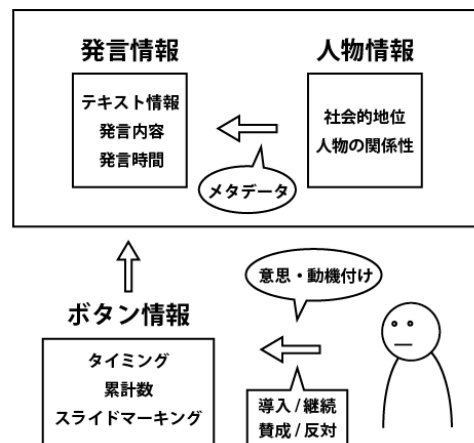 発言情報
テキスト情報
発言内容
発言時間
人物情報
社会的地位
人物の関係性
メタデータ
ボタン情報
タイミング
累計数
スライドマーキング
意思・動機付け
導入 / 継続
賛成 / 反対